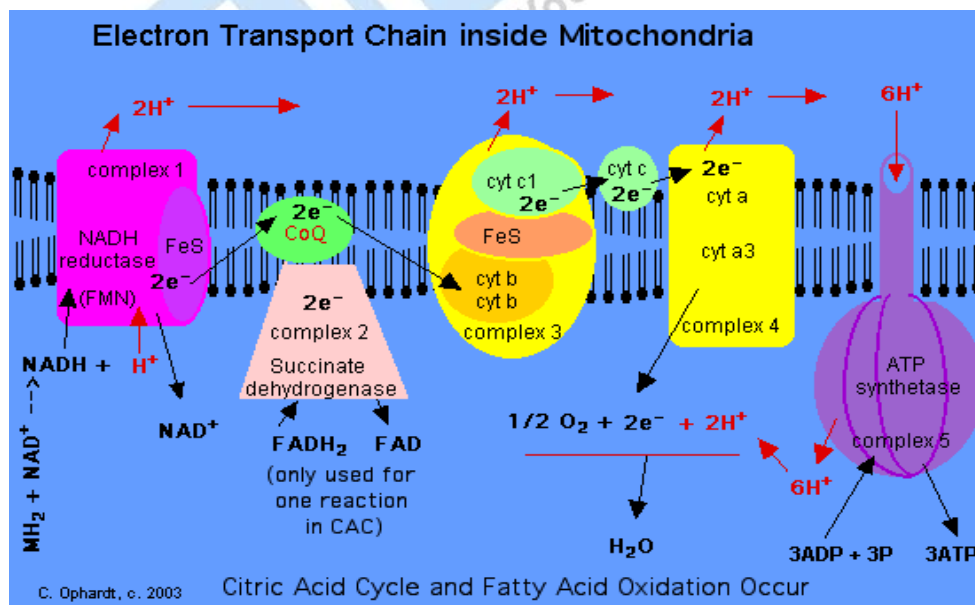 Electron Transport Chain inside Mitochondria
2H⁺
2H⁺
2H⁺
6H⁺
complex 1
NADH
reductase
(FMN)
FeS
2e⁻
2e⁻
CoQ
cyt c1
2e⁻
FeS
cyt b
cyt b
complex 3
cyt c
2e⁻
2e⁻
cyt a
cyt a3
complex 4
2e⁻
complex 2
Succinate
dehydrogenase
NADH + H⁺
MH₂ + NAD⁺
NAD⁺
FADH₂ FAD
(only used for
one reaction
in CAC)
1/2 O₂ + 2e⁻ + 2H⁺
H₂O
ATP
synthetase
complex 5
6H⁺
3ADP + 3P 3ATP
C. Ophardt, c. 2003
Citric Acid Cycle and Fatty Acid Oxidation Occur